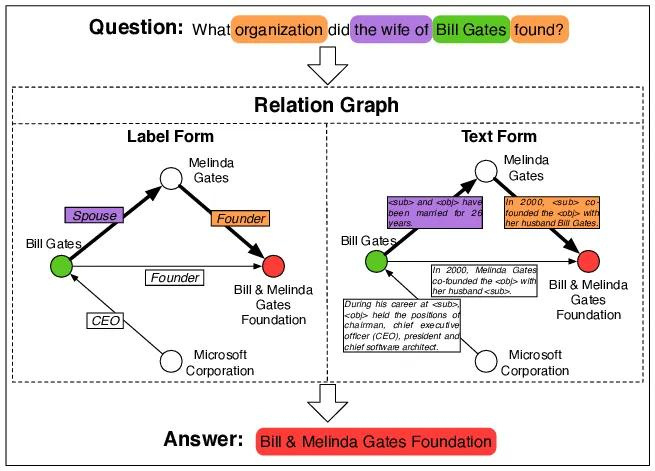 Question: What organization did the wife of Bill Gates found?
Relation Graph
Label Form
Melinda
Gates
Spouse
Founder
Bill Gates
Founder
Bill & Melinda
Gates
Foundation
CEO
Microsoft
Corporation
Text Form
Melinda
Gates
<sub> and <obj> have
been married for 26
years.
In 2000, <sub> co-
founded the <obj> with
her husband Bill Gates.
Bill Gates
In 2000, Melinda Gates
co-founded the <obj> with
her husband <sub>.
Bill & Melinda
Gates
Foundation
During his career at <sub>,
<obj> held the positions of
chairman, chief executive
officer (CEO), president and
chief software architect.
Microsoft
Corporation
Answer: Bill & Melinda Gates Foundation